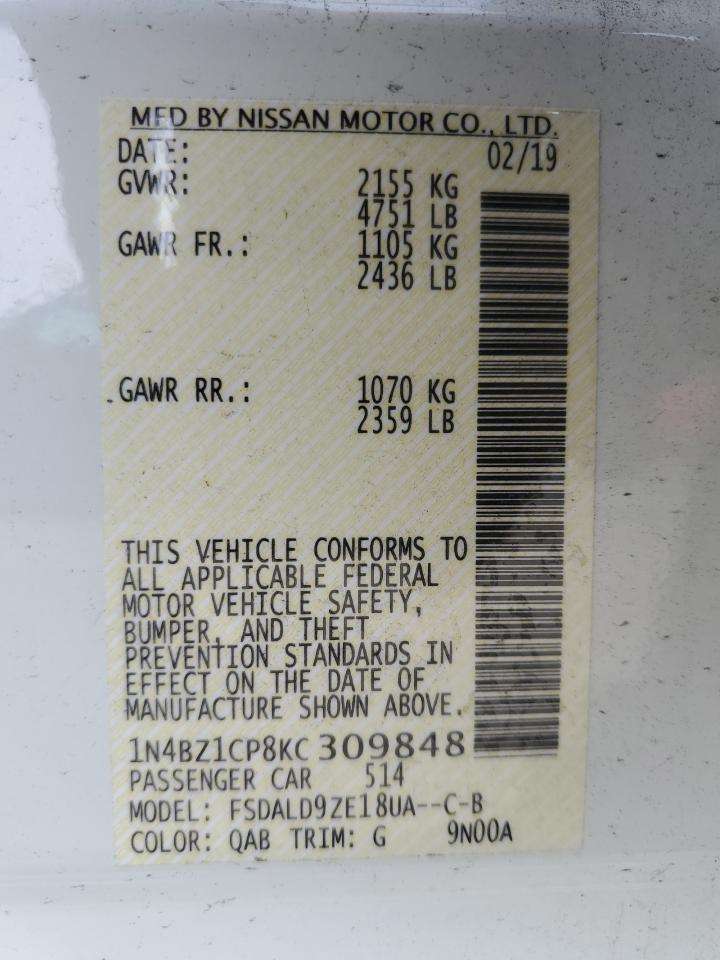 MFD BY NISSAN MOTOR CO., LTD.
DATE: 02/19
GVWR: 2155 KG
4751 LB
GAWR FR.: 1105 KG
2436 LB
GAWR RR.: 1070 KG
2359 LB
THIS VEHICLE CONFORMS TO
ALL APPLICABLE FEDERAL
MOTOR VEHICLE SAFETY,
BUMPER, AND THEFT
PREVENTION STANDARDS IN
EFFECT ON THE DATE OF
MANUFACTURE SHOWN ABOVE.
1N4BZ1CP8KC309848
PASSENGER CAR 514
MODEL: FSDALD9ZE18UA--C-B
COLOR: QAB TRIM: G 9N00A